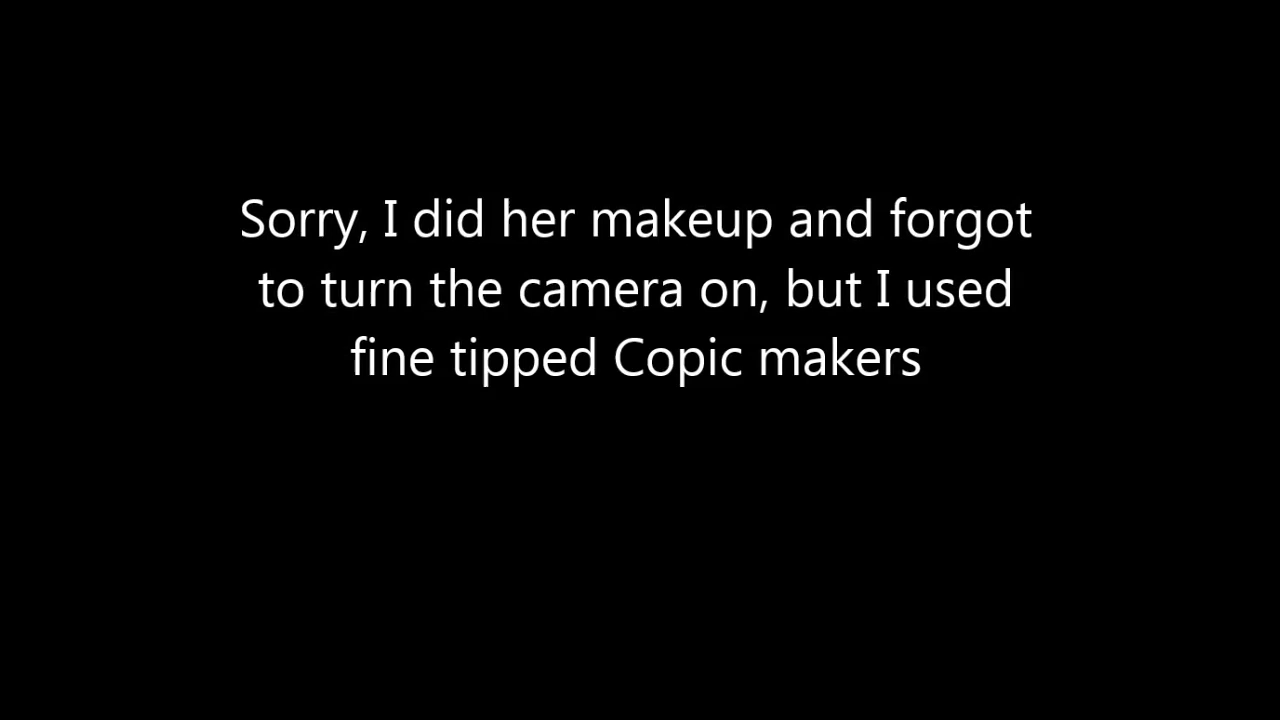 Sorry, I did her makeup and forgot
to turn the camera on, but I used
fine tipped Copic makers